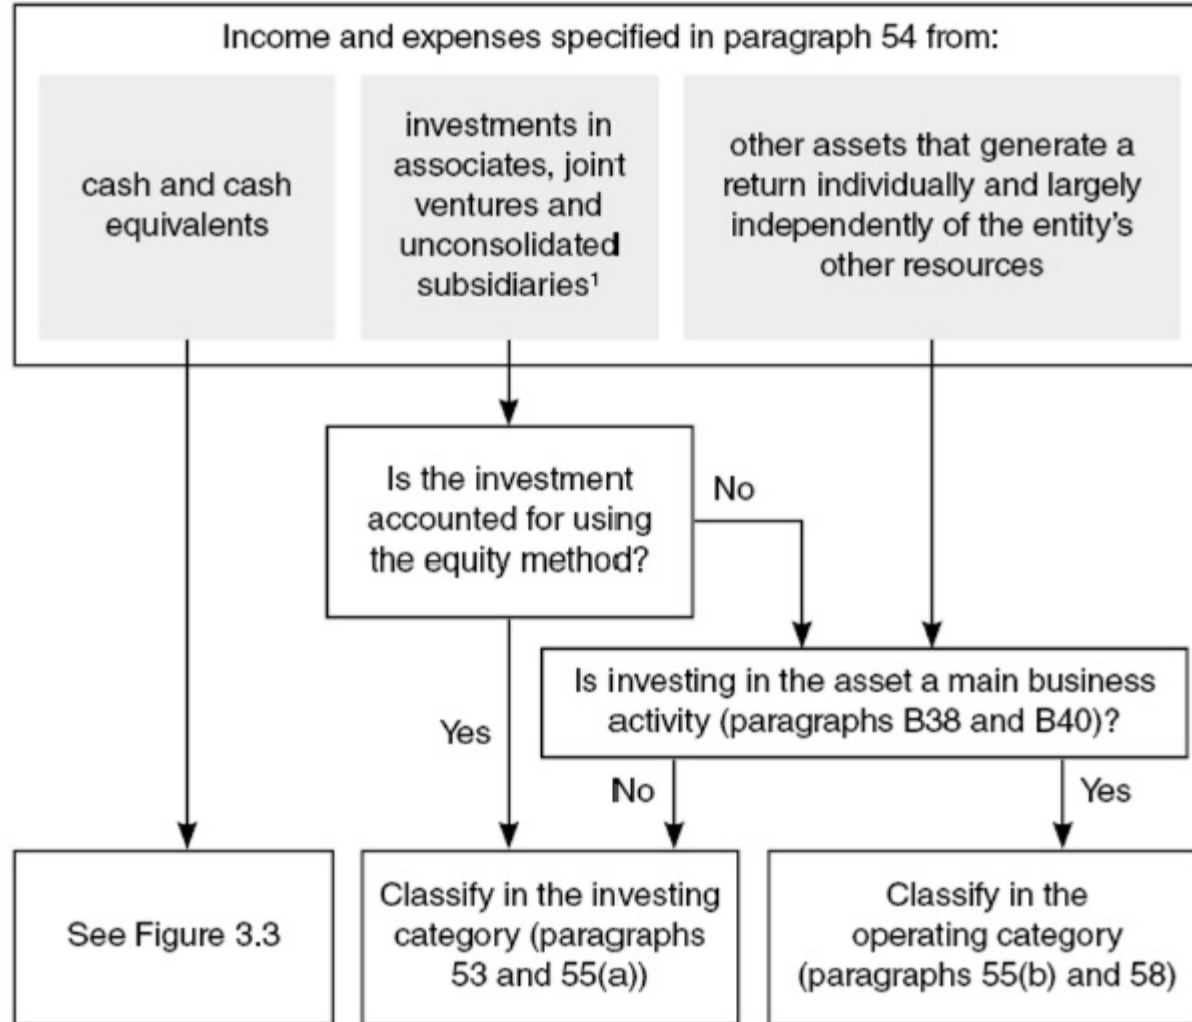 Income and expenses specified in paragraph 54 from:
cash and cash
equivalents
investments in
associates, joint
ventures and
unconsolidated
subsidiaries¹
other assets that generate a
return individually and largely
independently of the entity's
other resources
Is the investment
accounted for using
the equity method?
No
Is investing in the asset a main business
activity (paragraphs B38 and B40)?
Yes
No
Yes
See Figure 3.3
Classify in the investing
category (paragraphs
53 and 55(a))
Classify in the
operating category
(paragraphs 55(b) and 58)